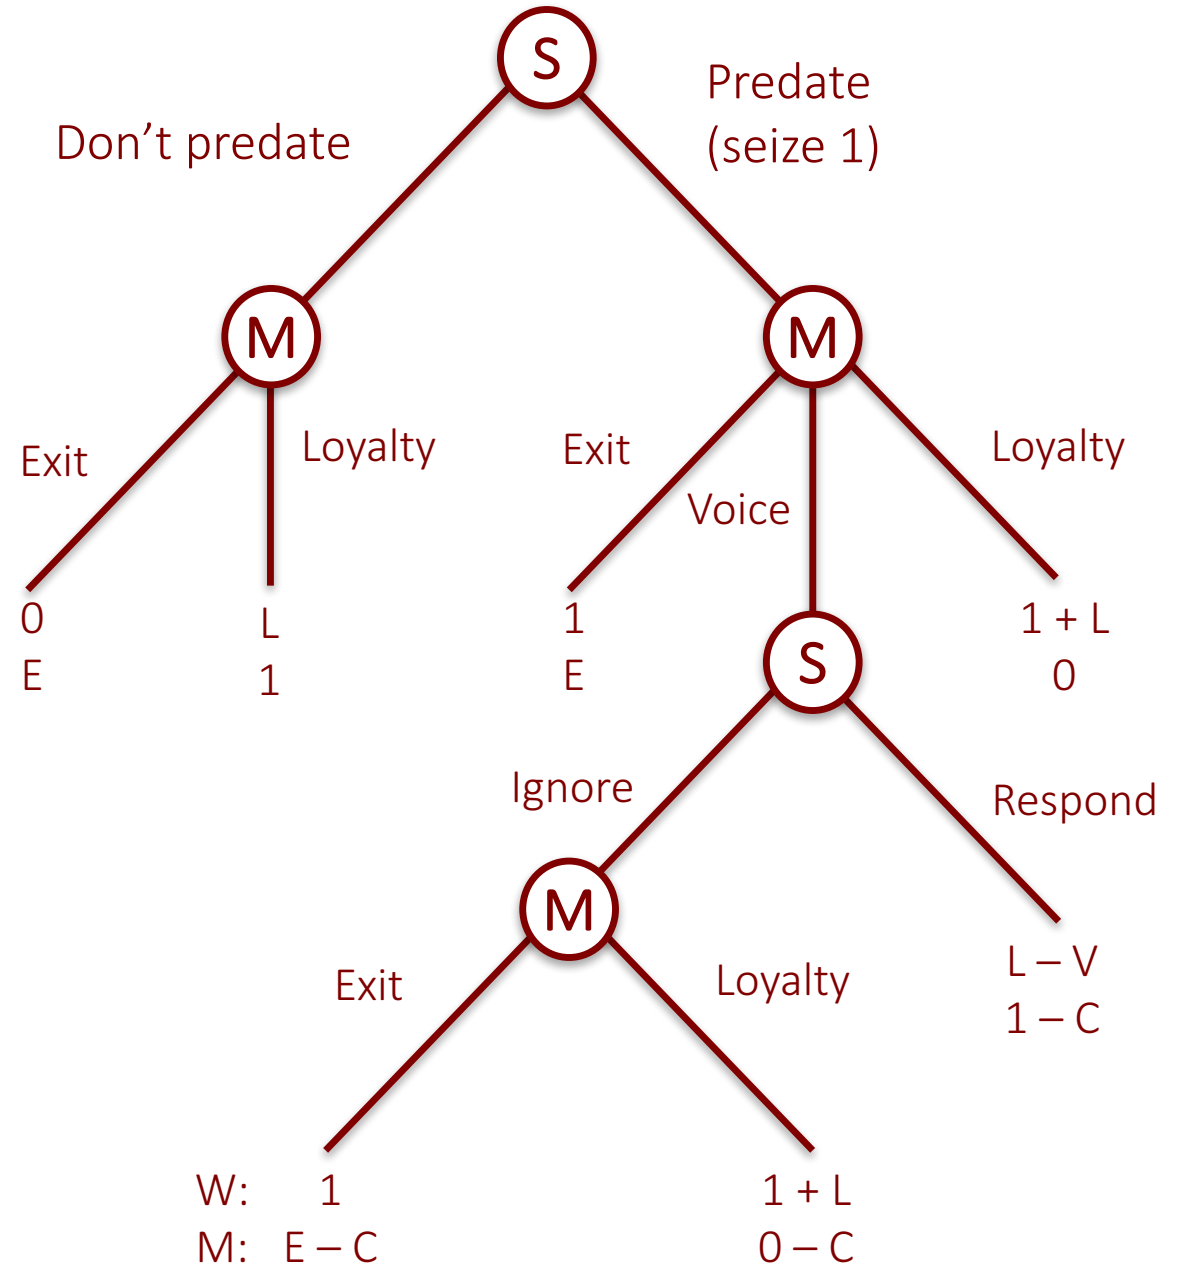 S
Predate
(seize 1)
Don’t predate
M
M
Exit
Loyalty
Exit
Voice
Loyalty
0
E
L
1
1
E
1 + L
0
S
Ignore
Respond
M
L – V
1 – C
Exit
Loyalty
W: 1 1 + L
M: E – C 0 – C